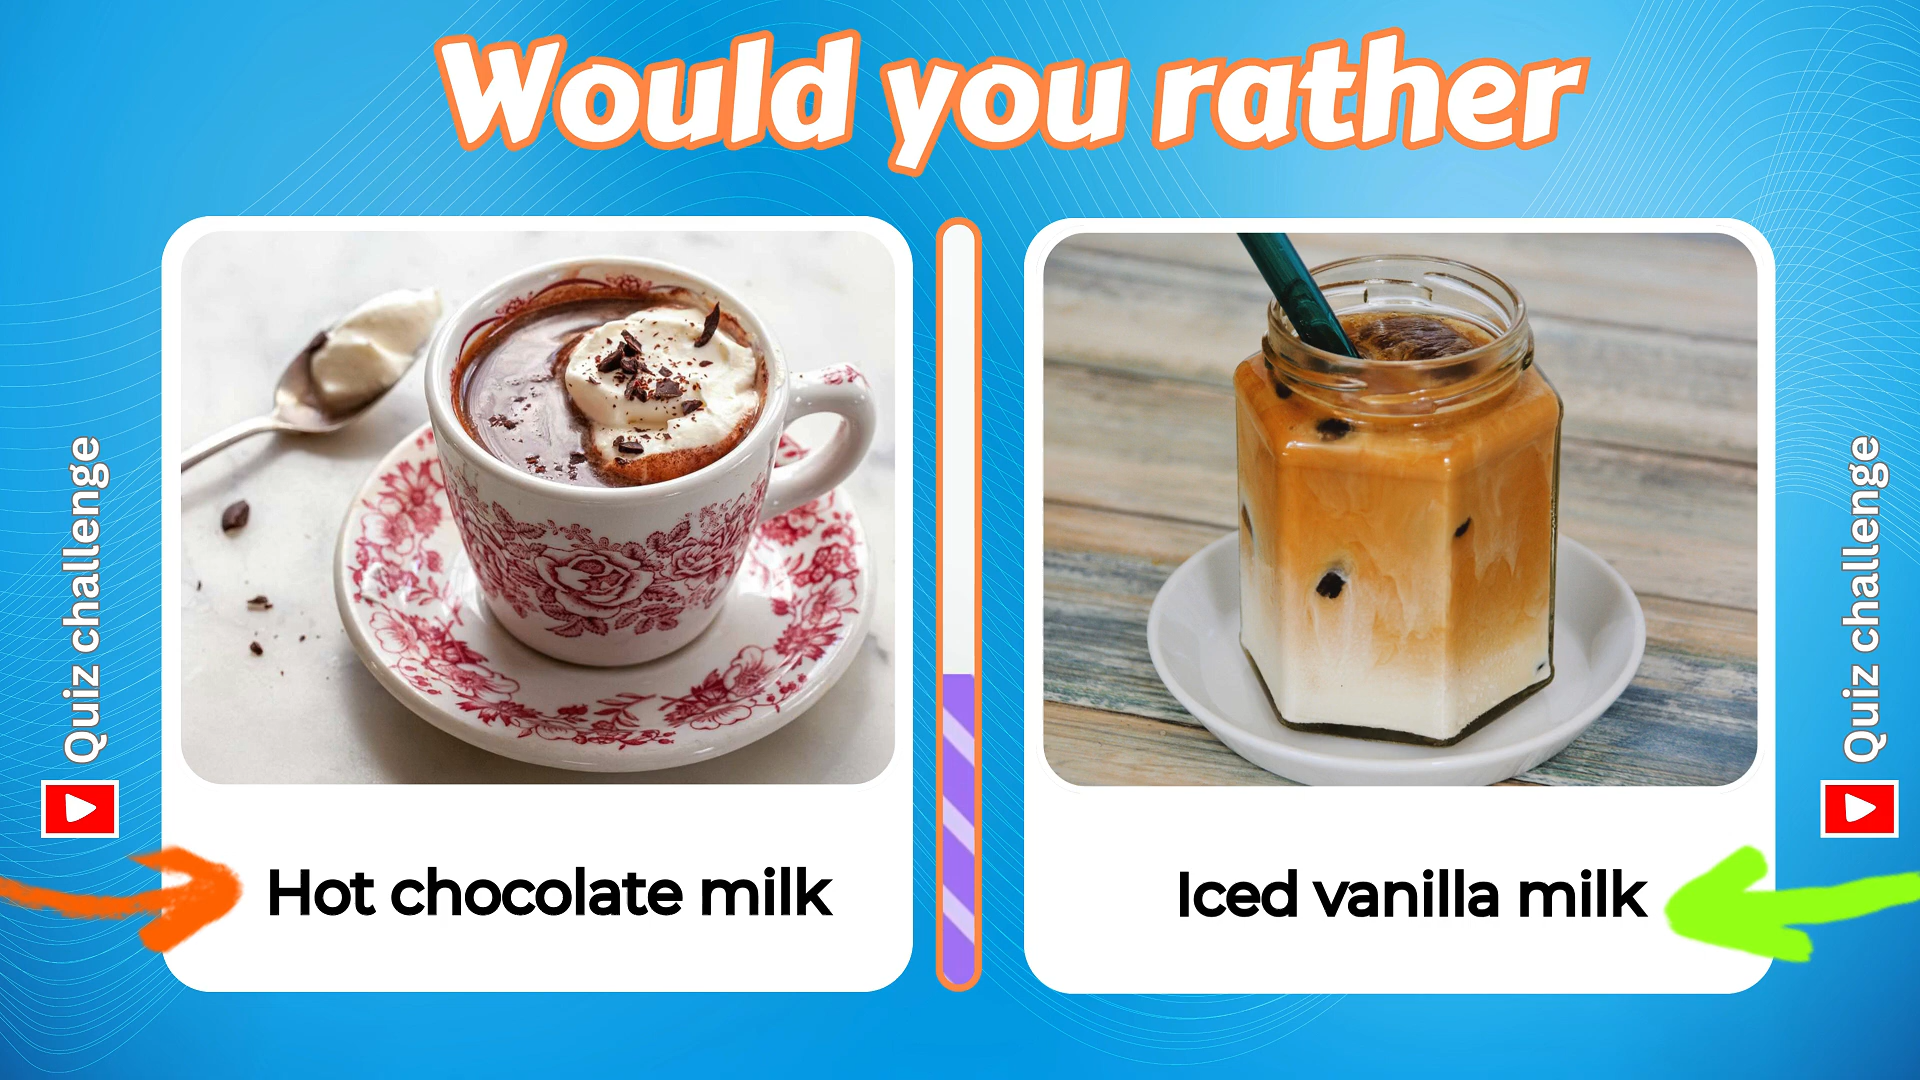 Would you rather
Quiz challenge
Hot chocolate milk
Iced vanilla milk
Quiz challenge